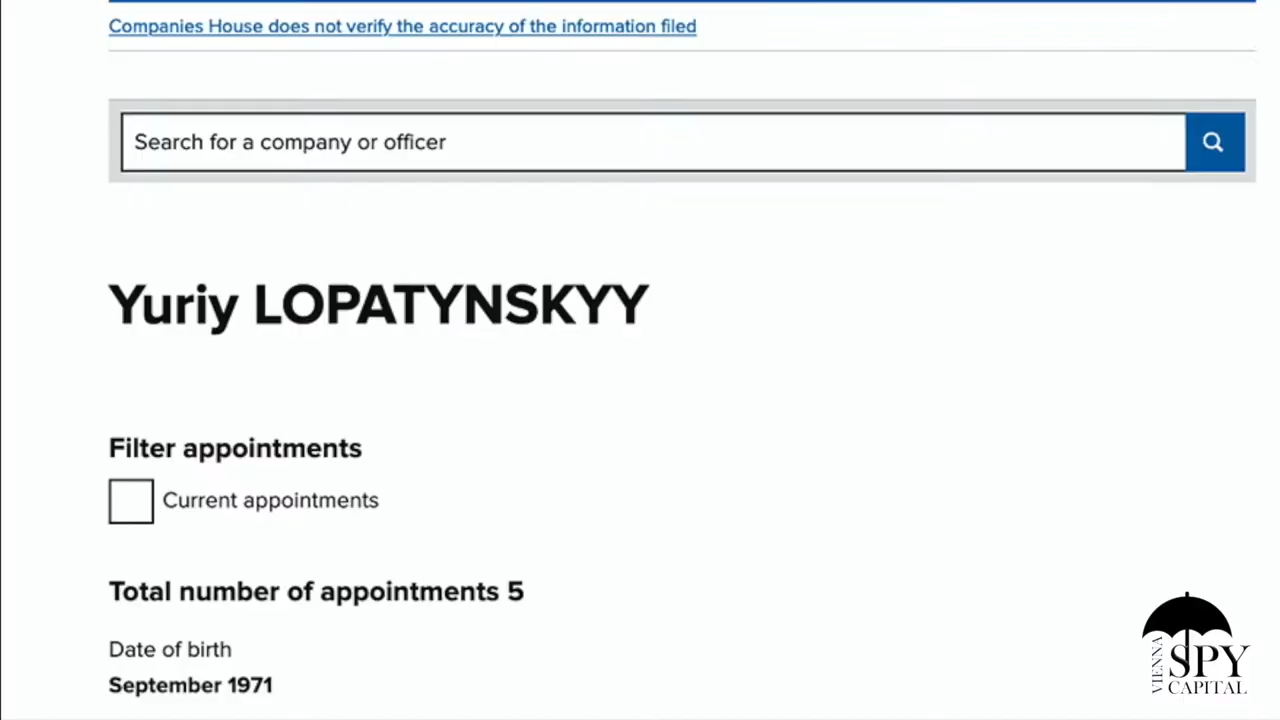 Companies House does not verify the accuracy of the information filed
Search for a company or officer
Yuriy LOPATYNSKYY
Filter appointments
Current appointments
Total number of appointments 5
Date of birth
September 1971
VIENNA
SPY
CAPITAL